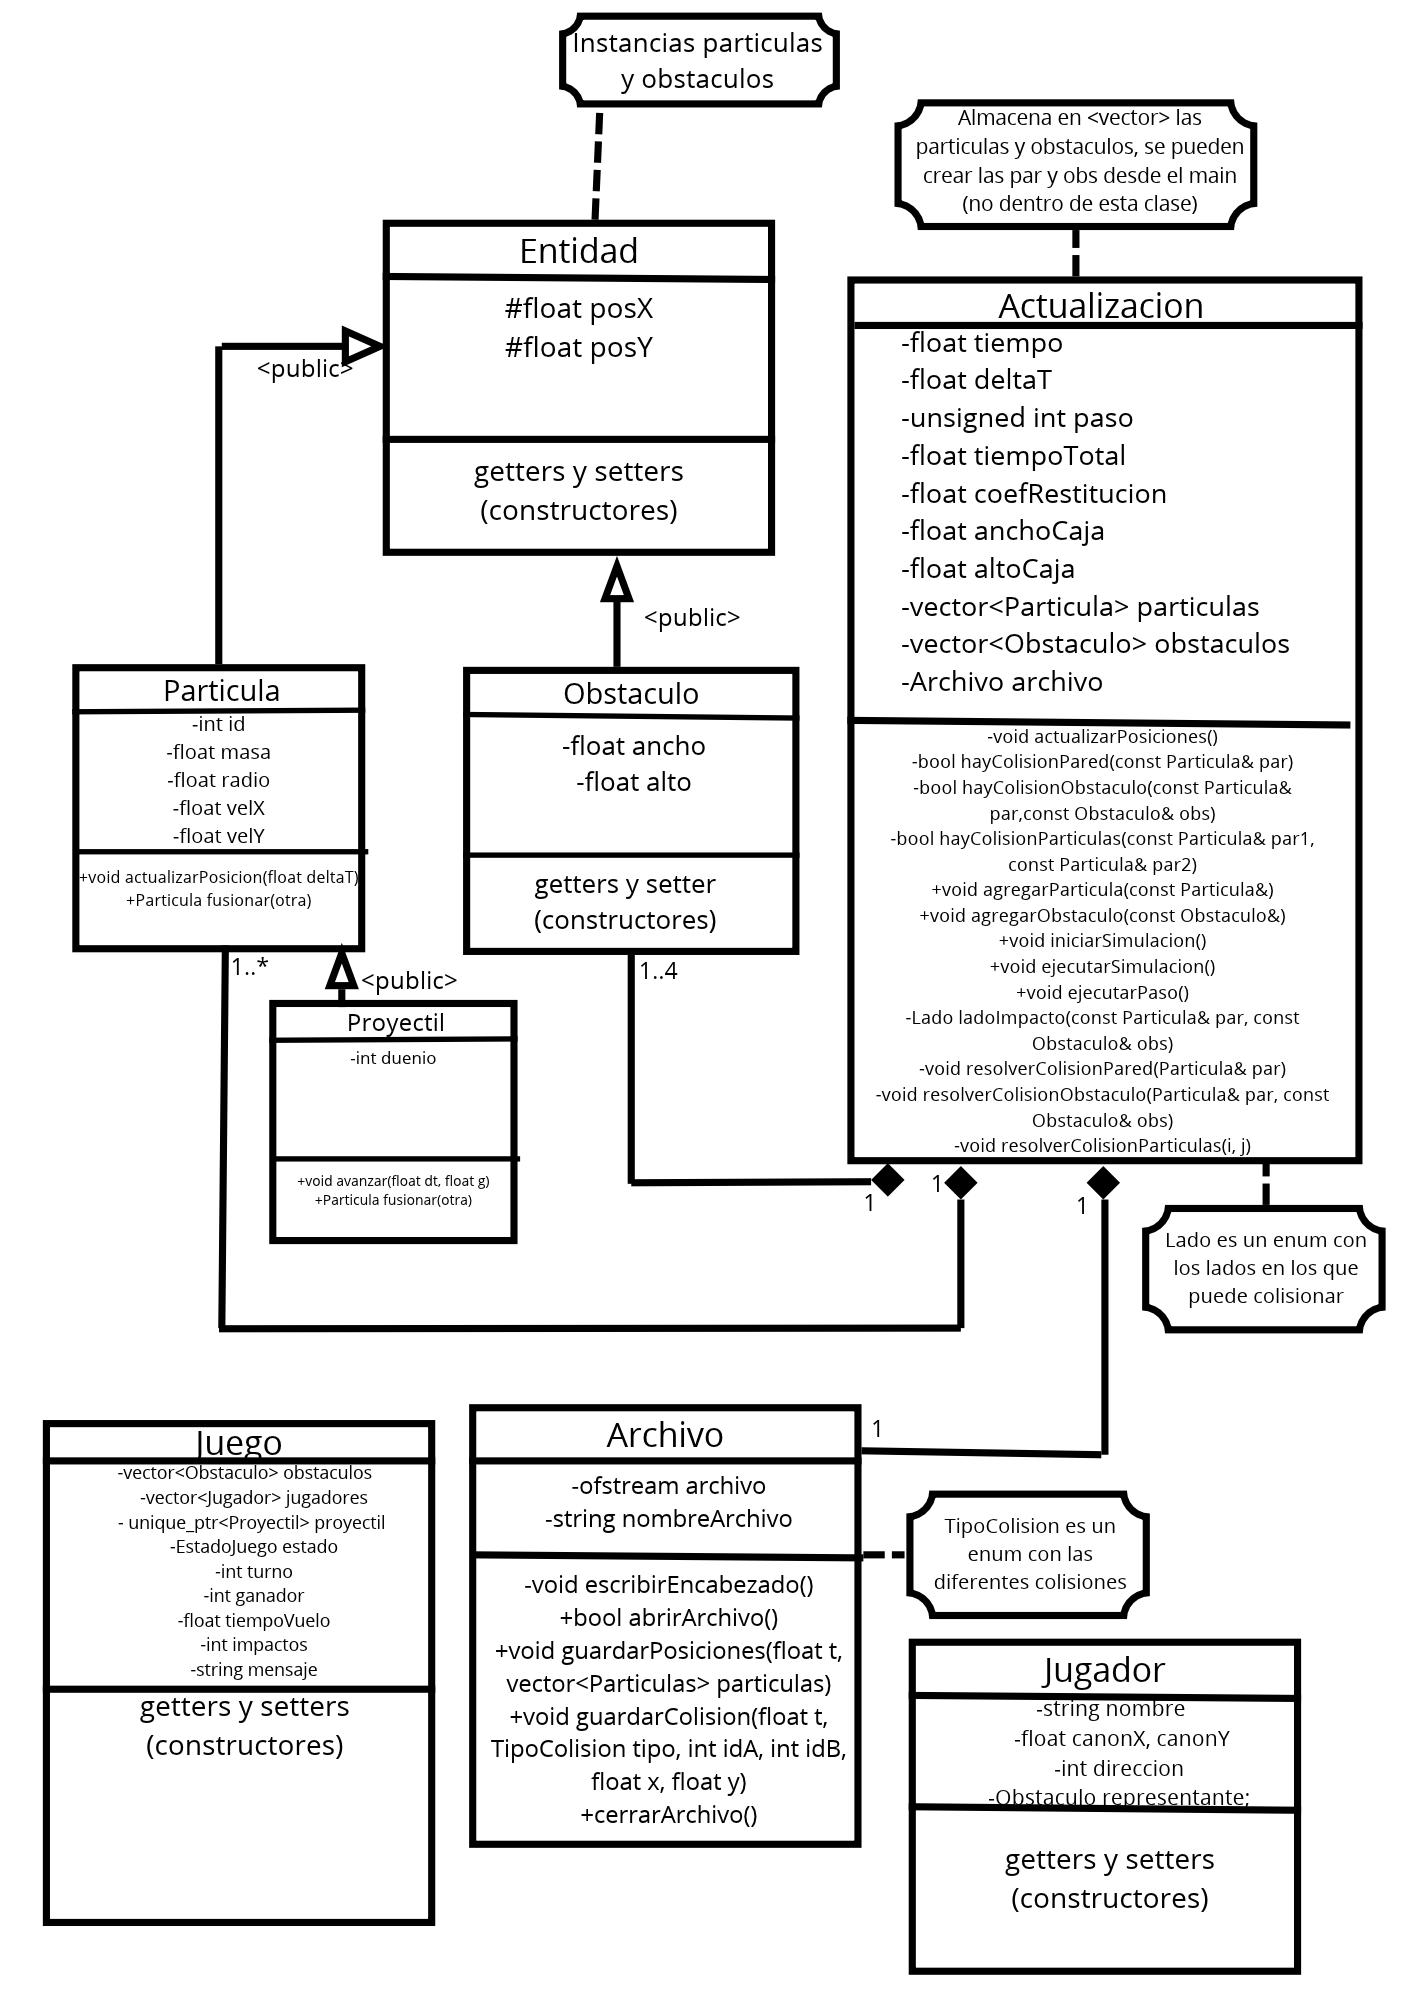 Instancias particulas
y obstaculos
Almacena en <vector> las
particulas y obstaculos, se pueden
crear las par y obs desde el main
(no dentro de esta clase)
Entidad
#float posX
#float posY
getters y setters
(constructores)
<public>
<public>
Actualizacion
-float tiempo
-float deltaT
-unsigned int paso
-float tiempoTotal
-float coefRestitucion
-float anchoCaja
-float altoCaja
-vector<Particula> particulas
-vector<Obstaculo> obstaculos
-Archivo archivo
-void actualizarPosiciones()
-bool hayColisionPared(const Particula& par)
-bool hayColisionObstaculo(const Particula&
par,const Obstaculo& obs)
-bool hayColisionParticulas(const Particula& par1,
const Particula& par2)
+void agregarParticula(const Particula&)
+void agregarObstaculo(const Obstaculo&)
+void iniciarSimulacion()
+void ejecutarSimulacion()
+void ejecutarPaso()
-Lado ladoImpacto(const Particula& par, const
Obstaculo& obs)
-void resolverColisionPared(Particula& par)
-void resolverColisionObstaculo(Particula& par, const
Obstaculo& obs)
-void resolverColisionParticulas(i, j)
Particula
-int id
-float masa
-float radio
-float velX
-float velY
+void actualizarPosicion(float deltaT)
+Particula fusionar(otra)
1..*
<public>
Obstaculo
-float ancho
-float alto
getters y setter
(constructores)
1..4
Proyectil
-int duenio
+void avanzar(float dt, float g)
+Particula fusionar(otra)
1
1
1
Lado es un enum con
los lados en los que
puede colisionar
Juego
-vector<Obstaculo> obstaculos
-vector<Jugador> jugadores
- unique_ptr<Proyectil> proyectil
-EstadoJuego estado
-int turno
-int ganador
-float tiempoVuelo
-int impactos
-string mensaje
getters y setters
(constructores)
Archivo
-ofstream archivo
-string nombreArchivo
-void escribirEncabezado()
+bool abrirArchivo()
+void guardarPosiciones(float t,
vector<Particulas> particulas)
+void guardarColision(float t,
TipoColision tipo, int idA, int idB,
float x, float y)
+cerrarArchivo()
1
TipoColision es un
enum con las
diferentes colisiones
Jugador
-string nombre
-float canonX, canonY
-int direccion
-Obstaculo representante;
getters y setters
(constructores)